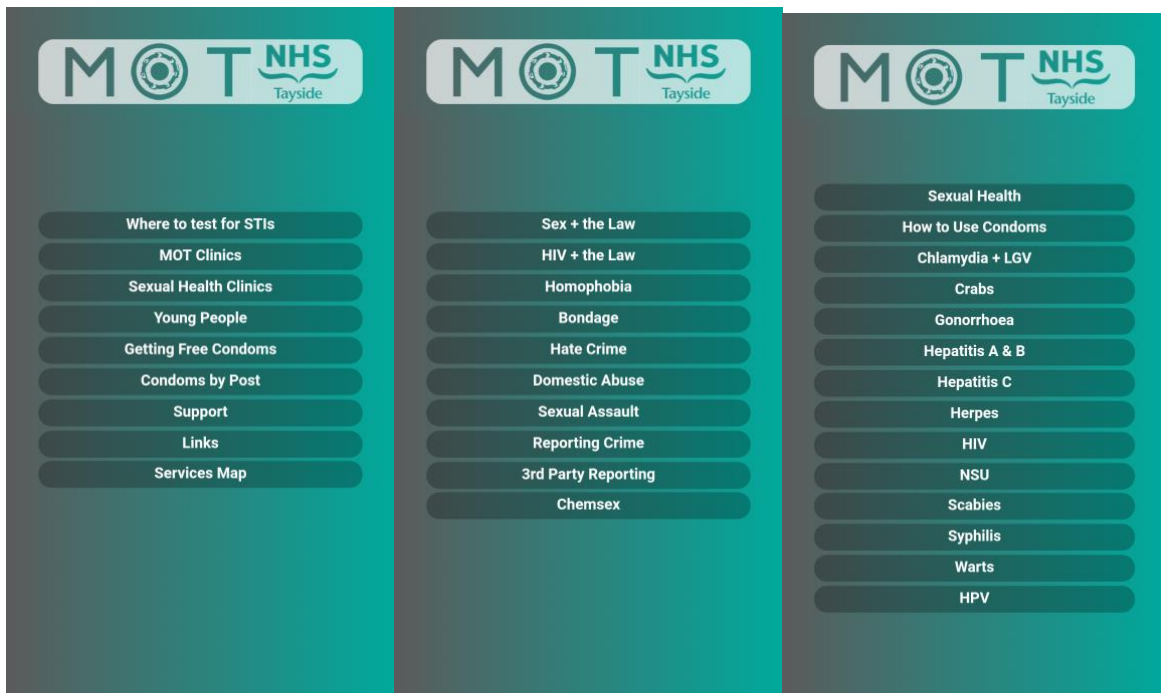 MOT NHS
Tayside
Where to test for STIs
MOT Clinics
Sexual Health Clinics
Young People
Getting Free Condoms
Condoms by Post
Support
Links
Services Map
MOT NHS
Tayside
Sex + the Law
HIV + the Law
Homophobia
Bondage
Hate Crime
Domestic Abuse
Sexual Assault
Reporting Crime
3rd Party Reporting
Chemsex
MOT NHS
Tayside
Sexual Health
How to Use Condoms
Chlamydia + LGV
Crabs
Gonorrhoea
Hepatitis A & B
Hepatitis C
Herpes
HIV
NSU
Scabies
Syphilis
Warts
HPV